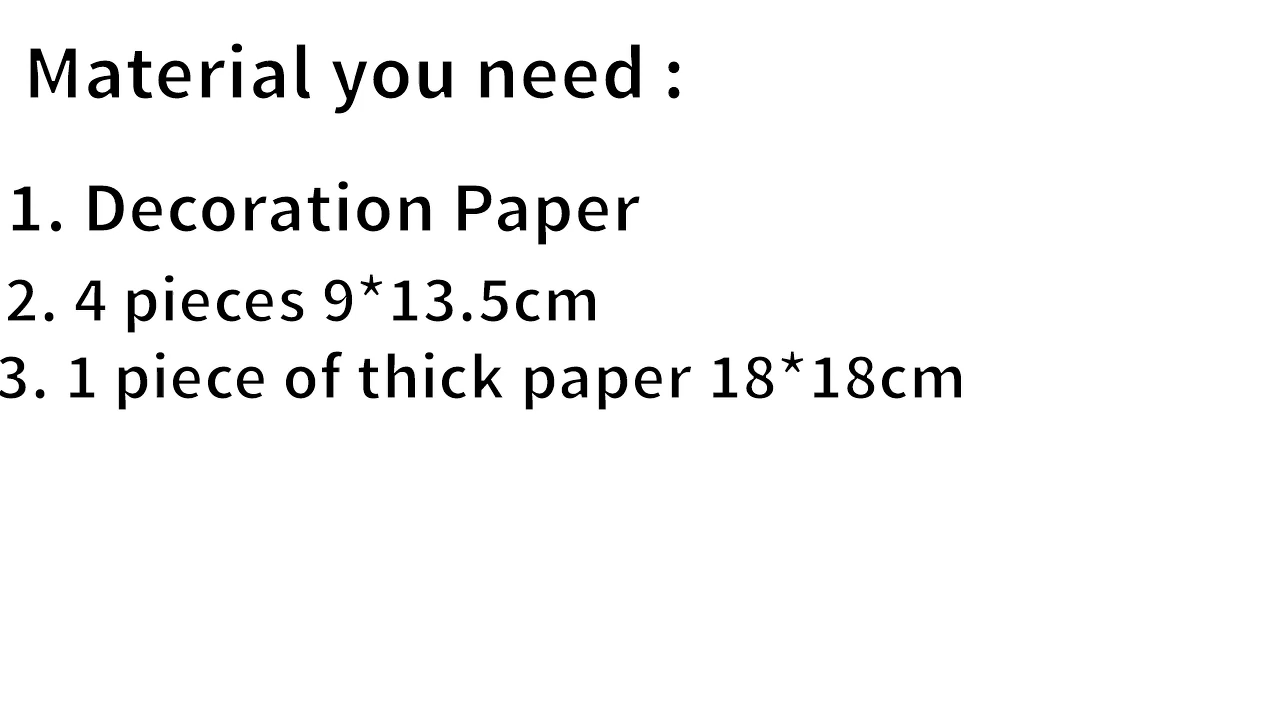 Material you need :
1. Decoration Paper
2. 4 pieces 9*13.5cm
3. 1 piece of thick paper 18*18cm